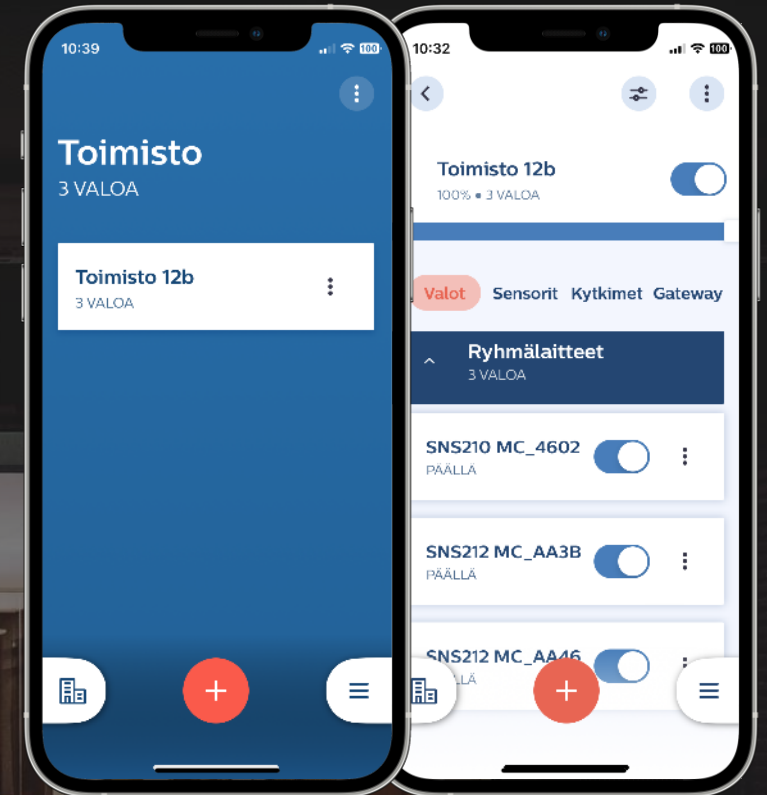 10:39
100
Toimisto
3 VALOA
Toimisto 12b
3 VALOA
10:32
100
Toimisto 12b
100% • 3 VALOA
Valot Sensorit Kytkimet Gateway
Ryhmälaitteet
3 VALOA
SNS210 MC_4602
PÄÄLLÄ
SNS212 MC_AA3B
PÄÄLLÄ
SNS212 MC_AA46
LLÄ